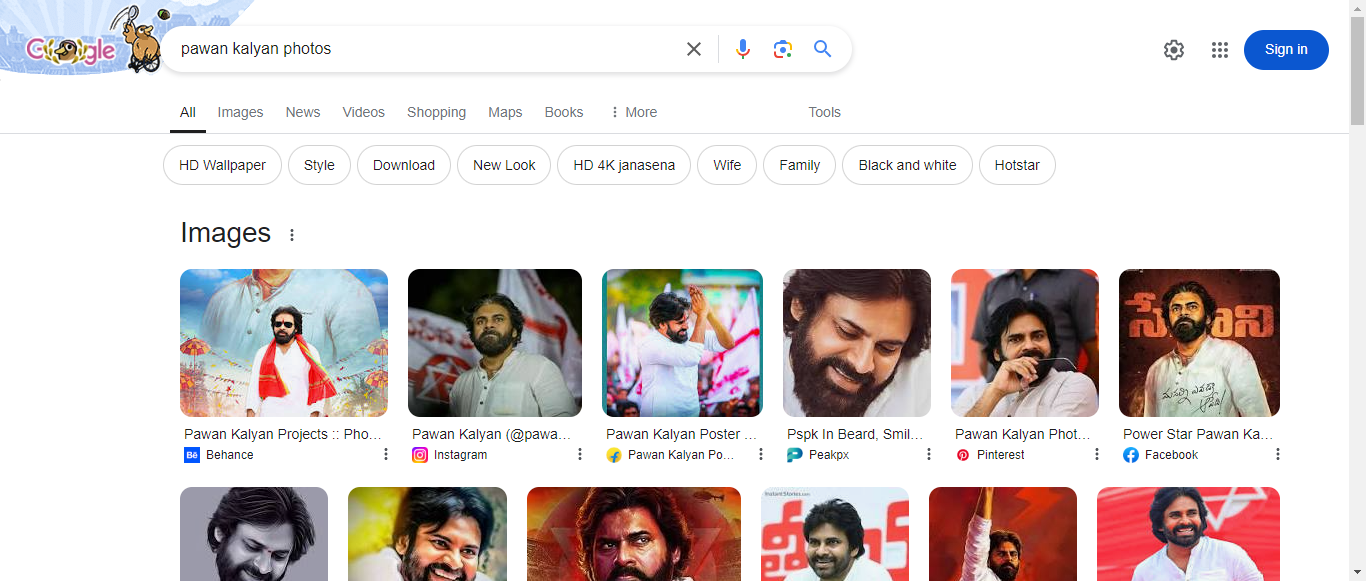 Google
pawan kalyan photos
Sign in
All Images News Videos Shopping Maps Books More Tools
HD Wallpaper Style Download New Look HD 4K janasena Wife Family Black and white Hotstar
Images
సేనాని
Pawan Kalyan Projects :: Pho... Pawan Kalyan (@pawa... Pawan Kalyan Poster ... Pspk In Beard, Smil... Pawan Kalyan Phot... Power Star Pawan Ka...
Bē Behance Instagram Pawan Kalyan Po... Peakpx Pinterest Facebook